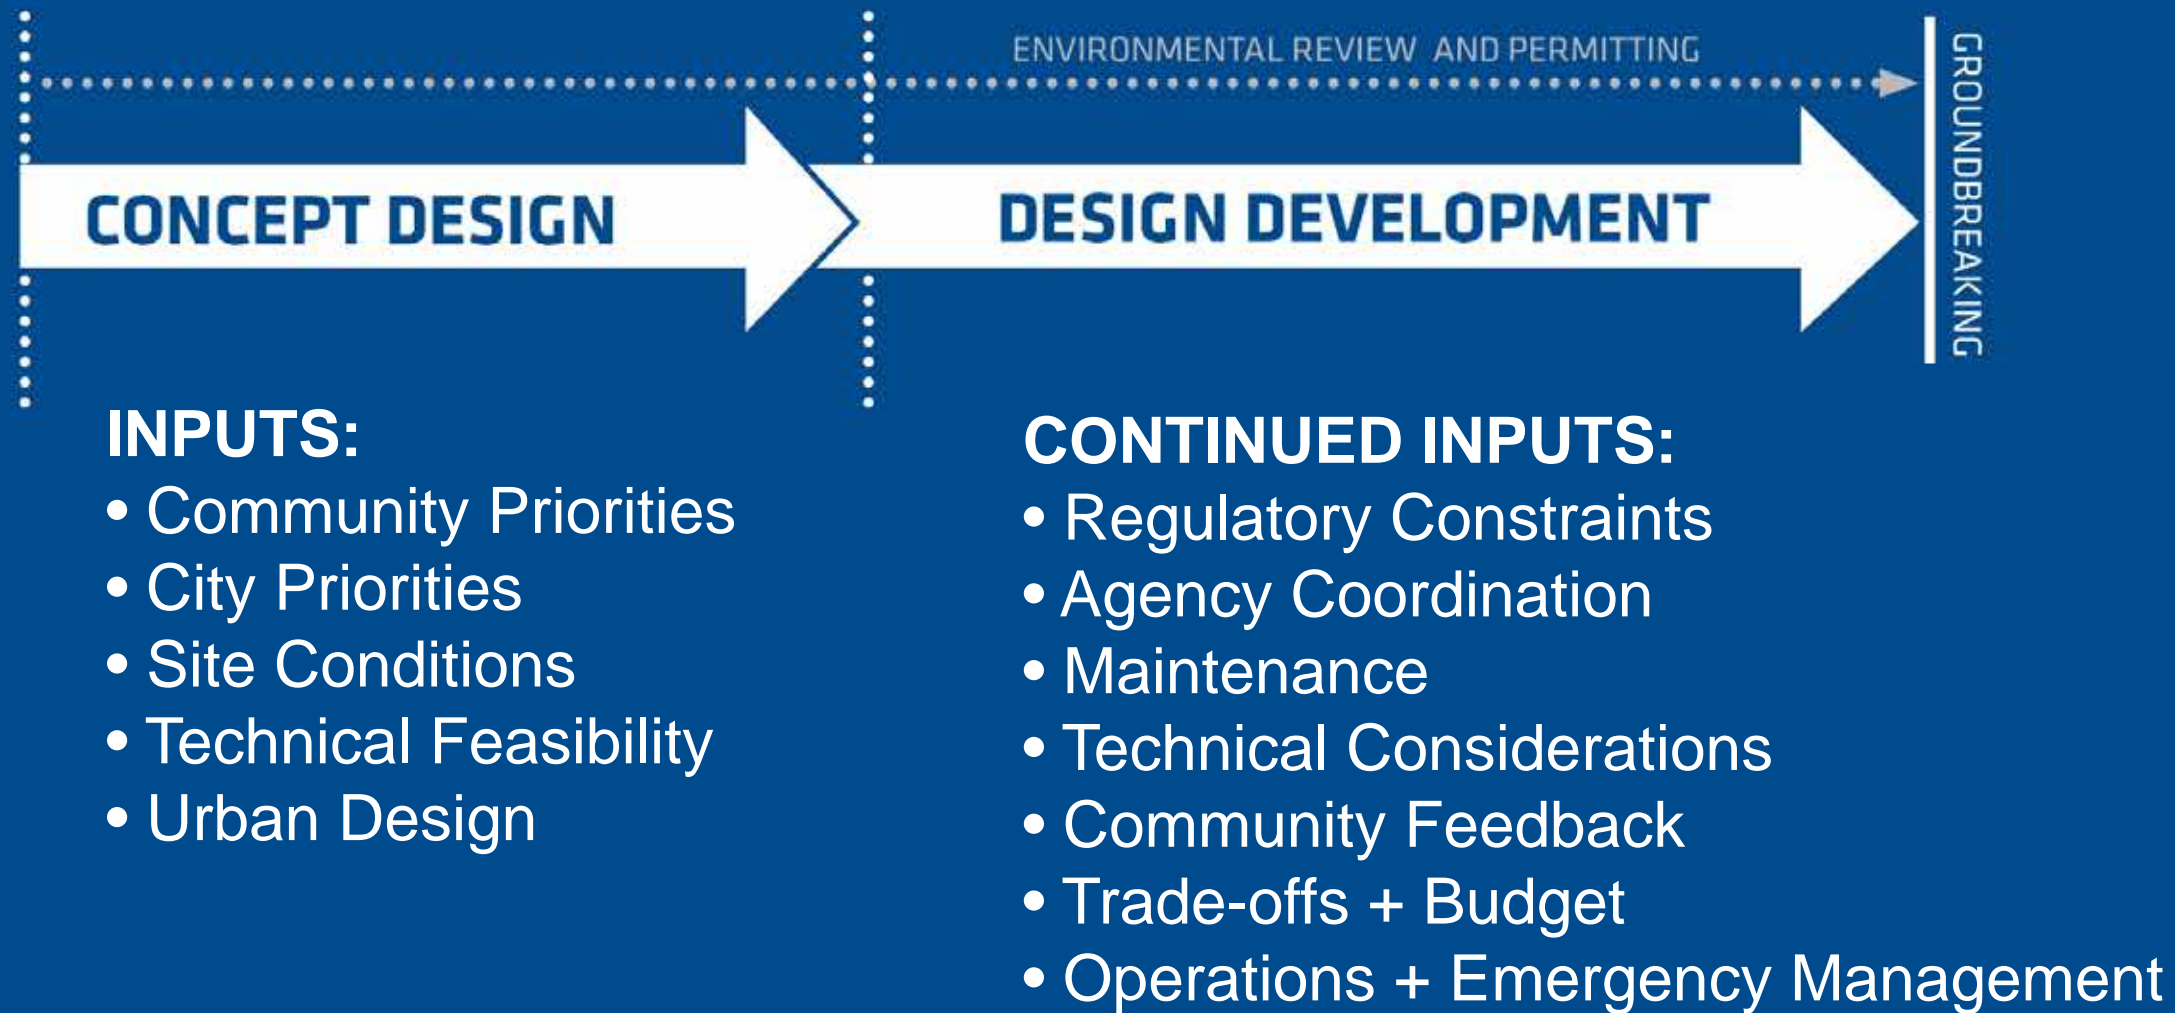 ENVIRONMENTAL REVIEW AND PERMITTING
GROUNDBREAKING
CONCEPT DESIGN
DESIGN DEVELOPMENT
INPUTS:
• Community Priorities
• City Priorities
• Site Conditions
• Technical Feasibility
• Urban Design
CONTINUED INPUTS:
• Regulatory Constraints
• Agency Coordination
• Maintenance
• Technical Considerations
• Community Feedback
• Trade-offs + Budget
• Operations + Emergency Management